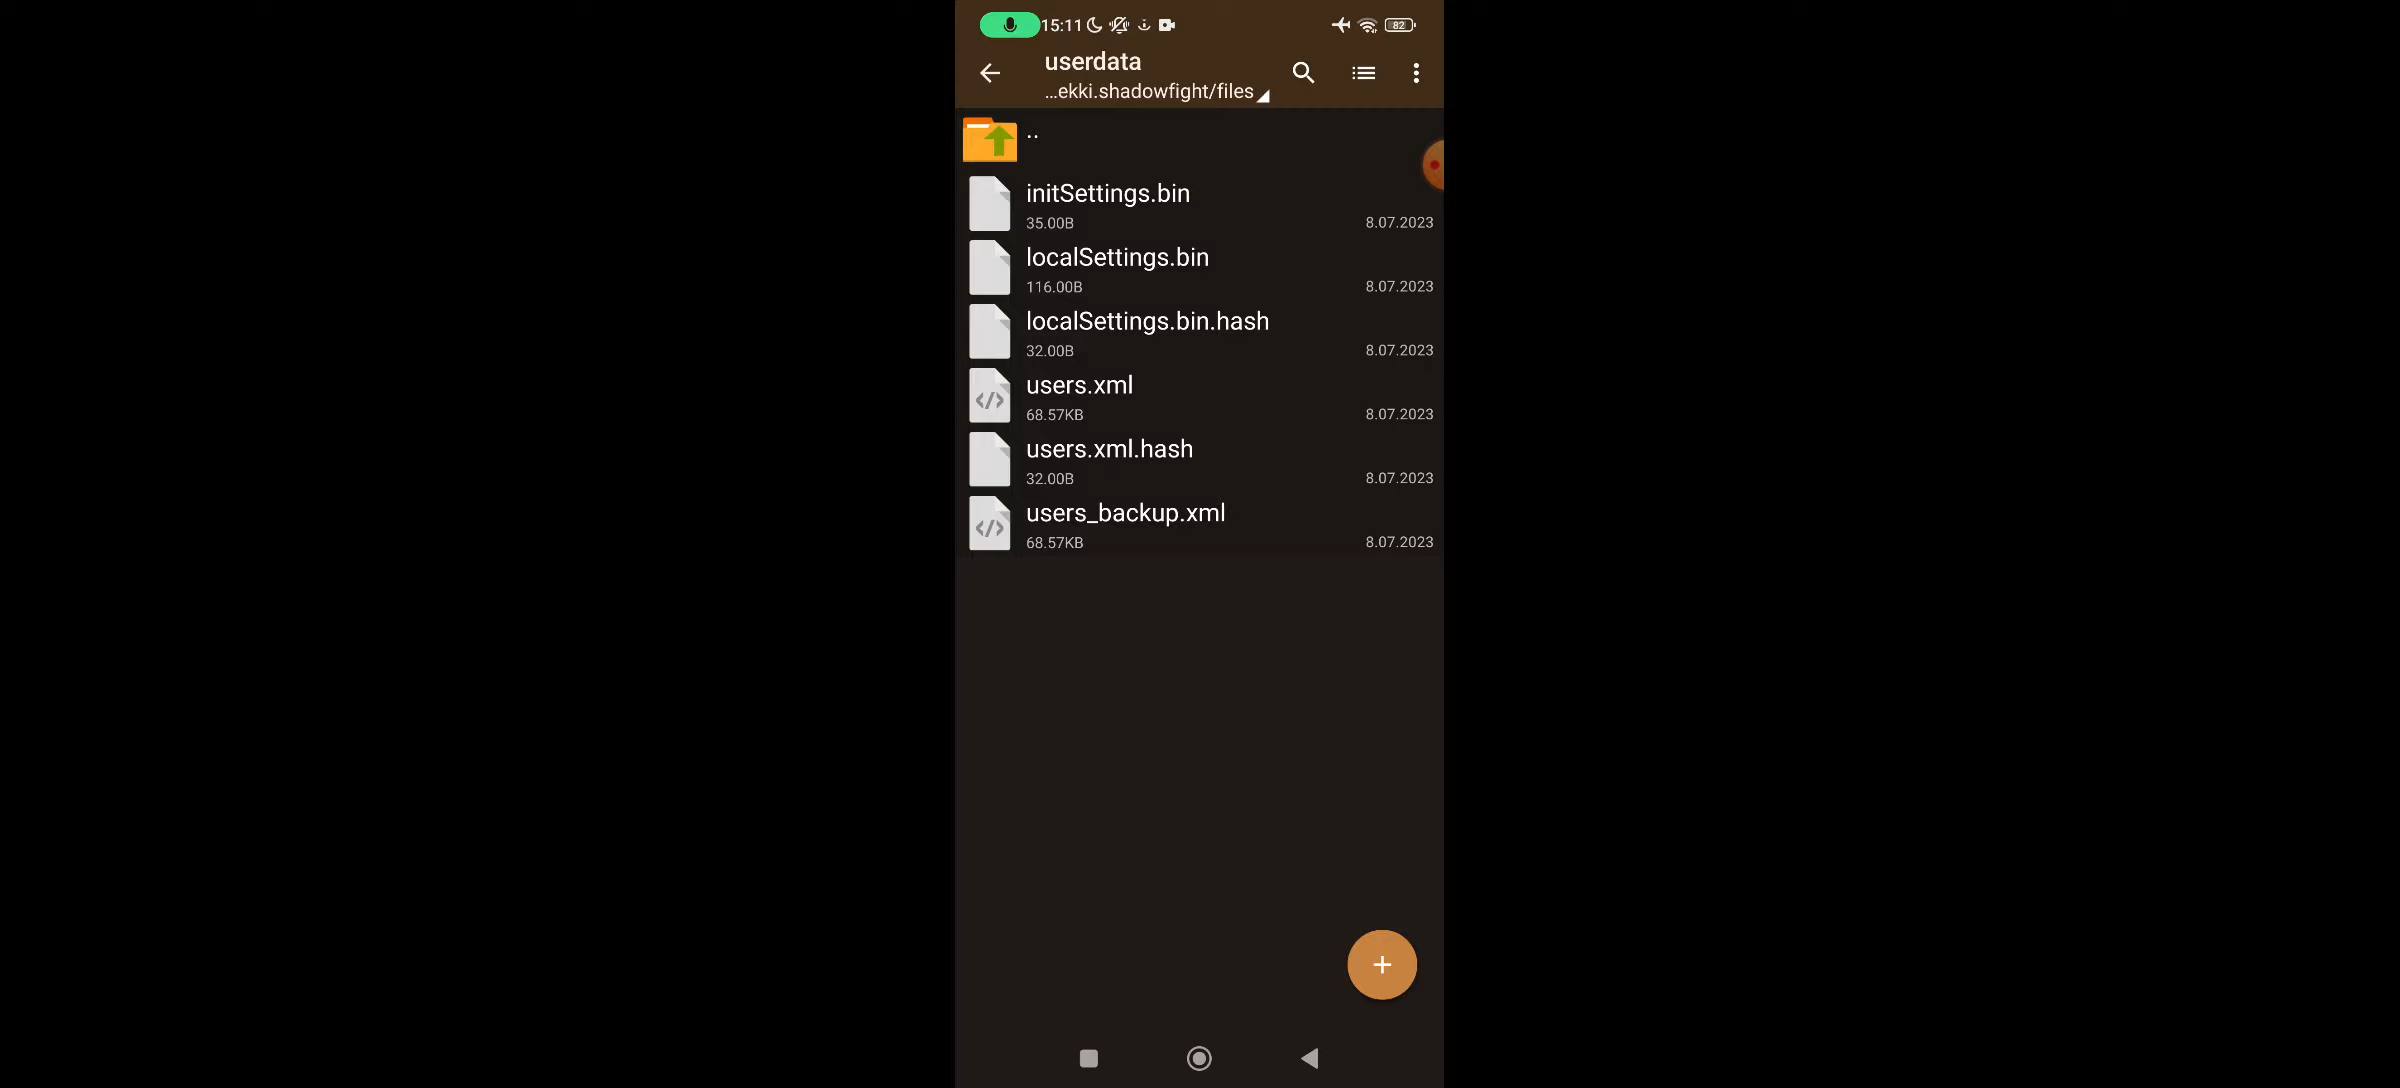 15:11
82
userdata
...ekki.shadowfight/files
..
initSettings.bin
35.00B 8.07.2023
localSettings.bin
116.00B 8.07.2023
localSettings.bin.hash
32.00B 8.07.2023
users.xml
68.57KB 8.07.2023
users.xml.hash
32.00B 8.07.2023
users_backup.xml
68.57KB 8.07.2023